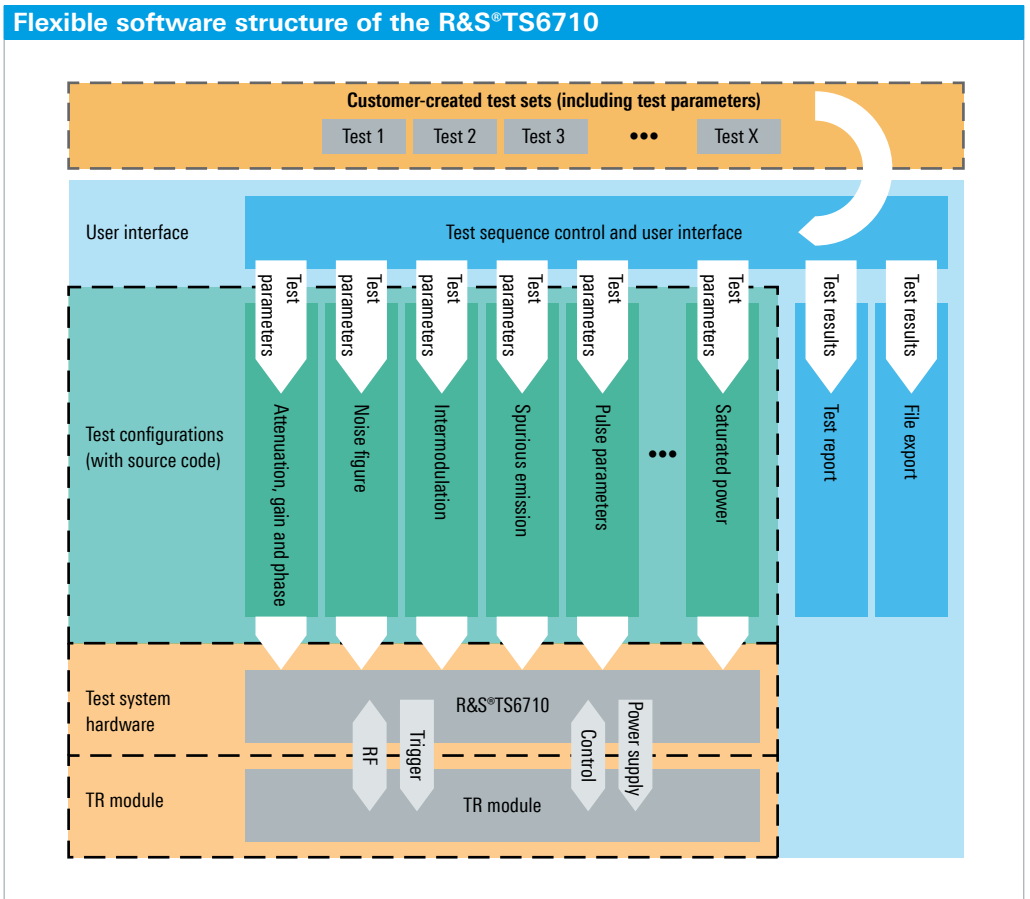 Flexible software structure of the R&S®TS6710
Customer-created test sets (including test parameters)
Test 1
Test 2
Test 3
•••
Test X
User interface
Test sequence control and user interface
Test
parameters
Test
parameters
Test
parameters
Test
parameters
Test
parameters
Test
parameters
Test results
Test results
Test configurations
(with source code)
Attenuation, gain and phase
Noise figure
Intermodulation
Spurious emission
Pulse parameters
•••
Saturated power
Test report
File export
Test system
hardware
R&S®TS6710
RF
Trigger
Control
Power supply
TR module
TR module